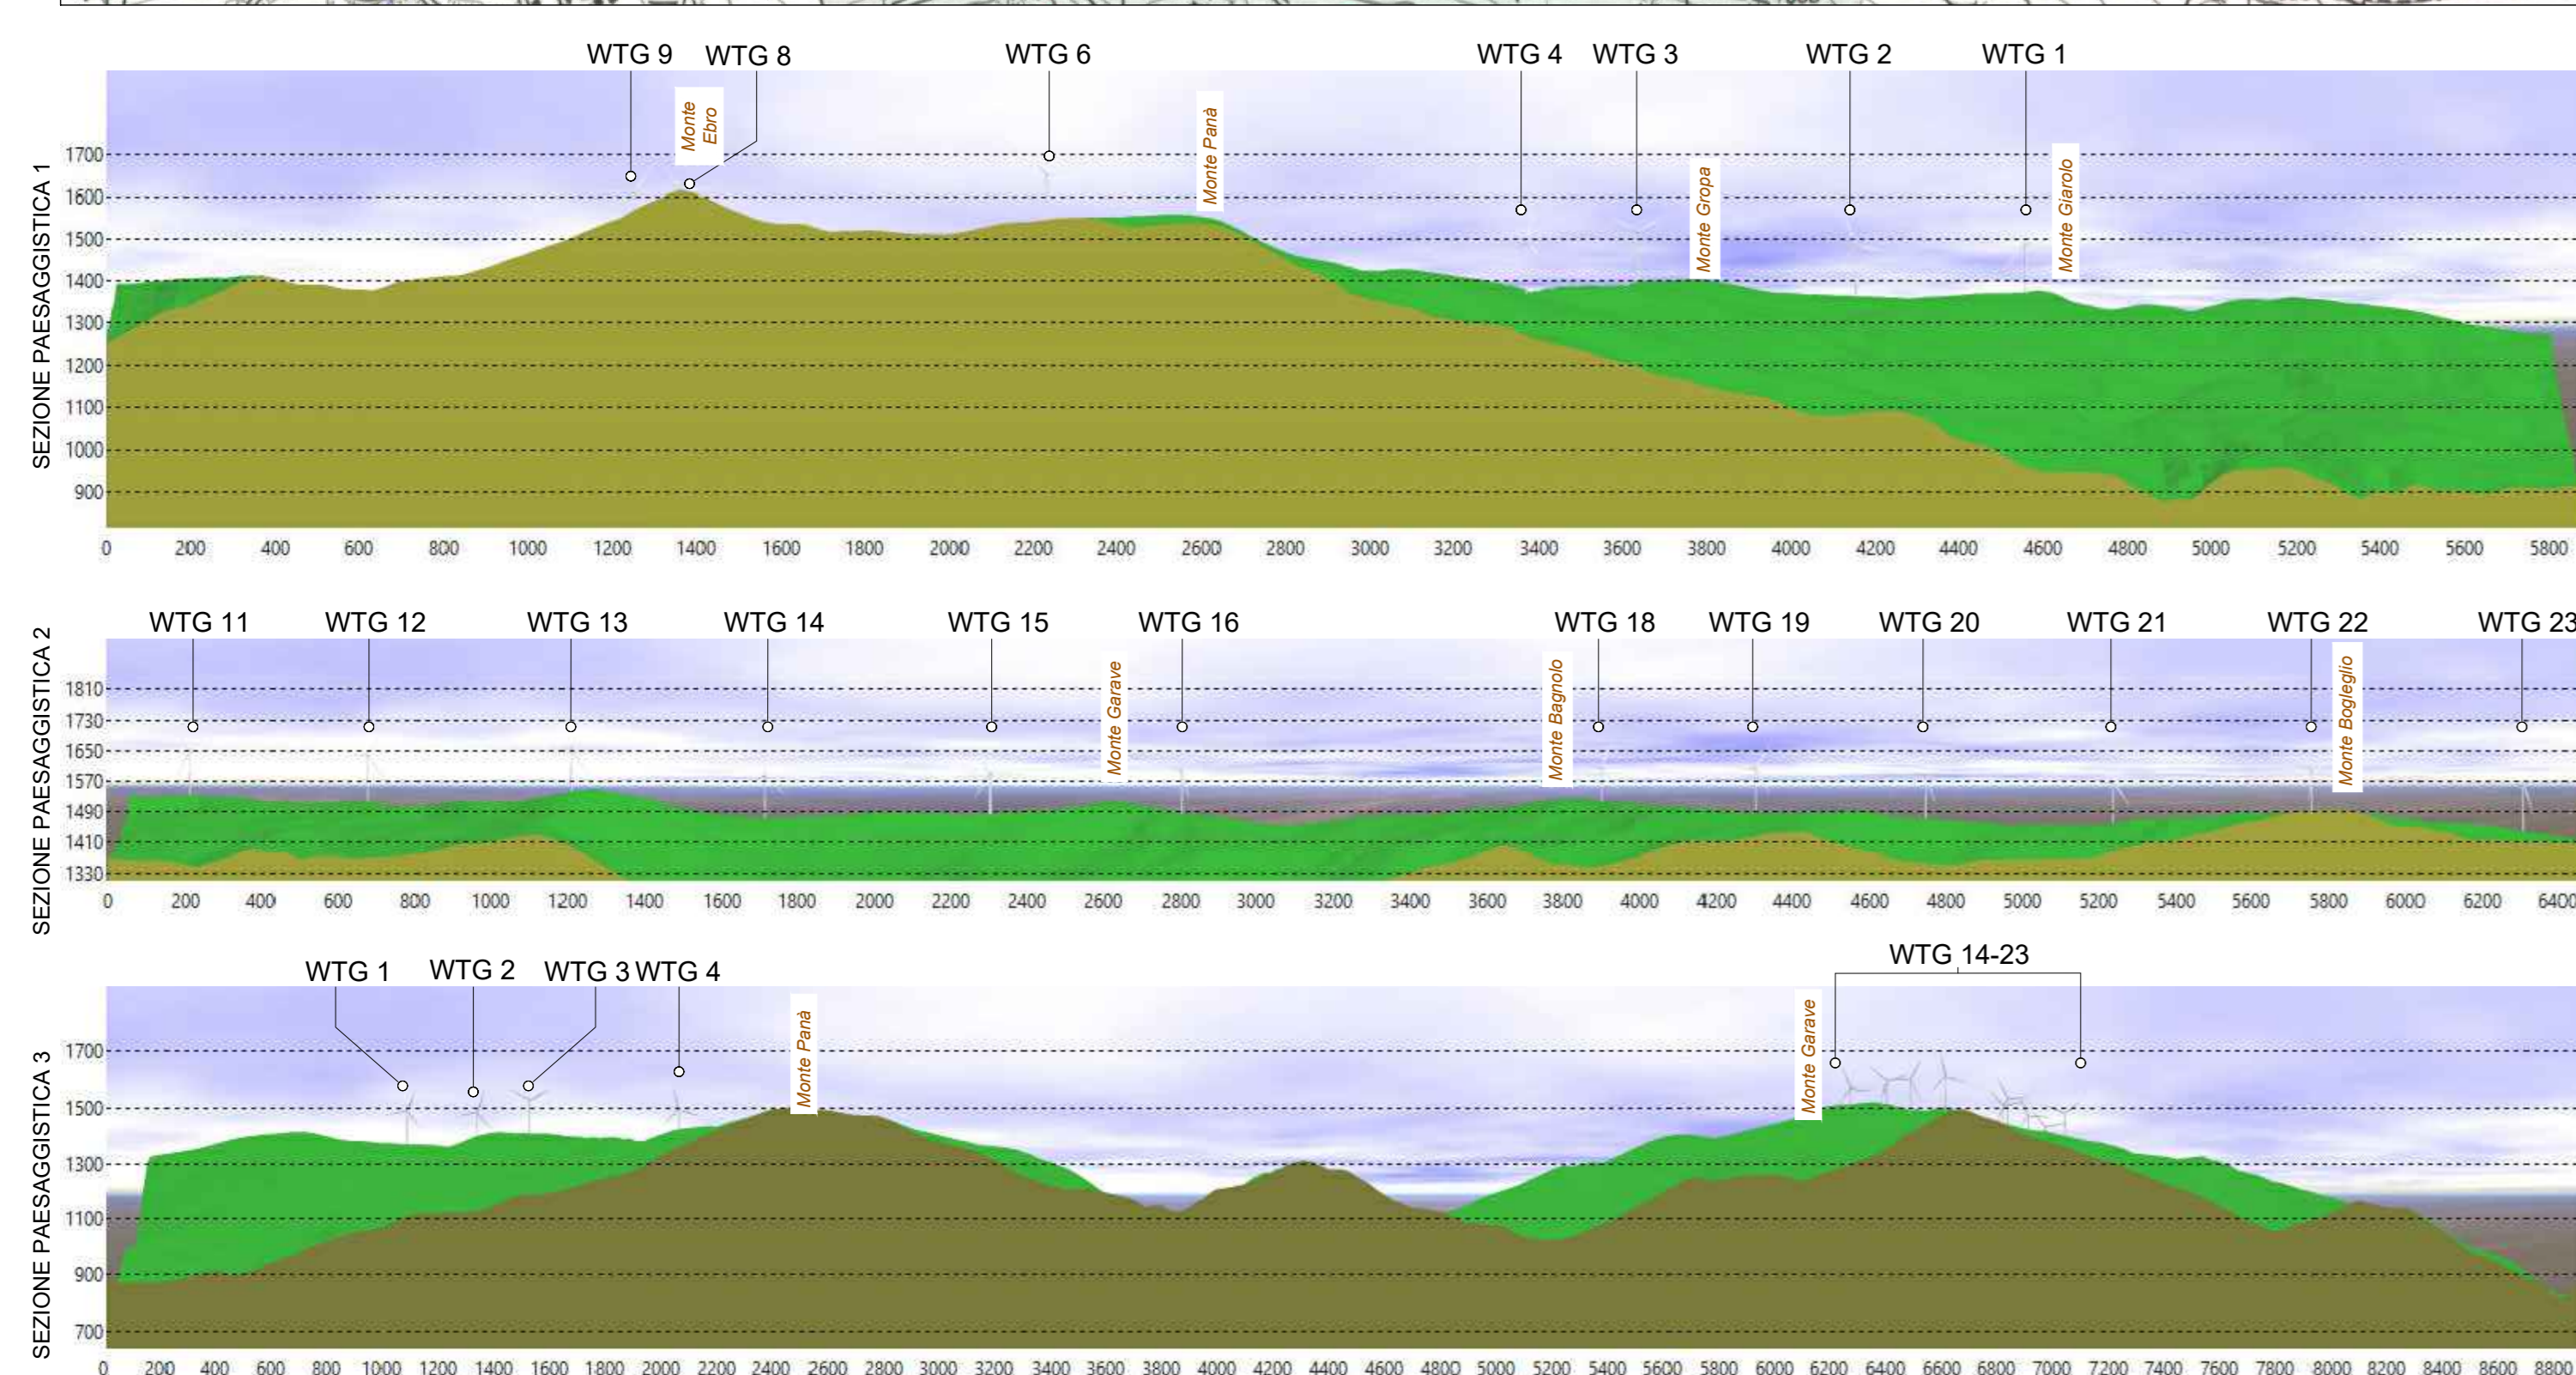 WTG 9 WTG 8 WTG 6 WTG 4 WTG 3 WTG 2 WTG 1
SEZIONE PAESAGGISTICA 1
Monte
Ebro
Monte Panà
Monte Gropa
Monte Giarolo
1700
1600
1500
1400
1300
1200
1100
1000
900
0 200 400 600 800 1000 1200 1400 1600 1800 2000 2200 2400 2600 2800 3000 3200 3400 3600 3800 4000 4200 4400 4600 4800 5000 5200 5400 5600 5800
WTG 11 WTG 12 WTG 13 WTG 14 WTG 15 WTG 16 WTG 18 WTG 19 WTG 20 WTG 21 WTG 22 WTG 23
SEZIONE PAESAGGISTICA 2
Monte Garave
Monte Bagnolo
Monte Bogleglio
1810
1730
1650
1570
1490
1410
1330
0 200 400 600 800 1000 1200 1400 1600 1800 2000 2200 2400 2600 2800 3000 3200 3400 3600 3800 4000 4200 4400 4600 4800 5000 5200 5400 5600 5800 6000 6200 6400
WTG 1 WTG 2 WTG 3 WTG 4 WTG 14-23
SEZIONE PAESAGGISTICA 3
Monte Panà
Monte Garave
1700
1500
1300
1100
900
700
0 200 400 600 800 1000 1200 1400 1600 1800 2000 2200 2400 2600 2800 3000 3200 3400 3600 3800 4000 4200 4400 4600 4800 5000 5200 5400 5600 5800 6000 6200 6400 6600 6800 7000 7200 7400 7600 7800 8000 8200 8400 8600 8800